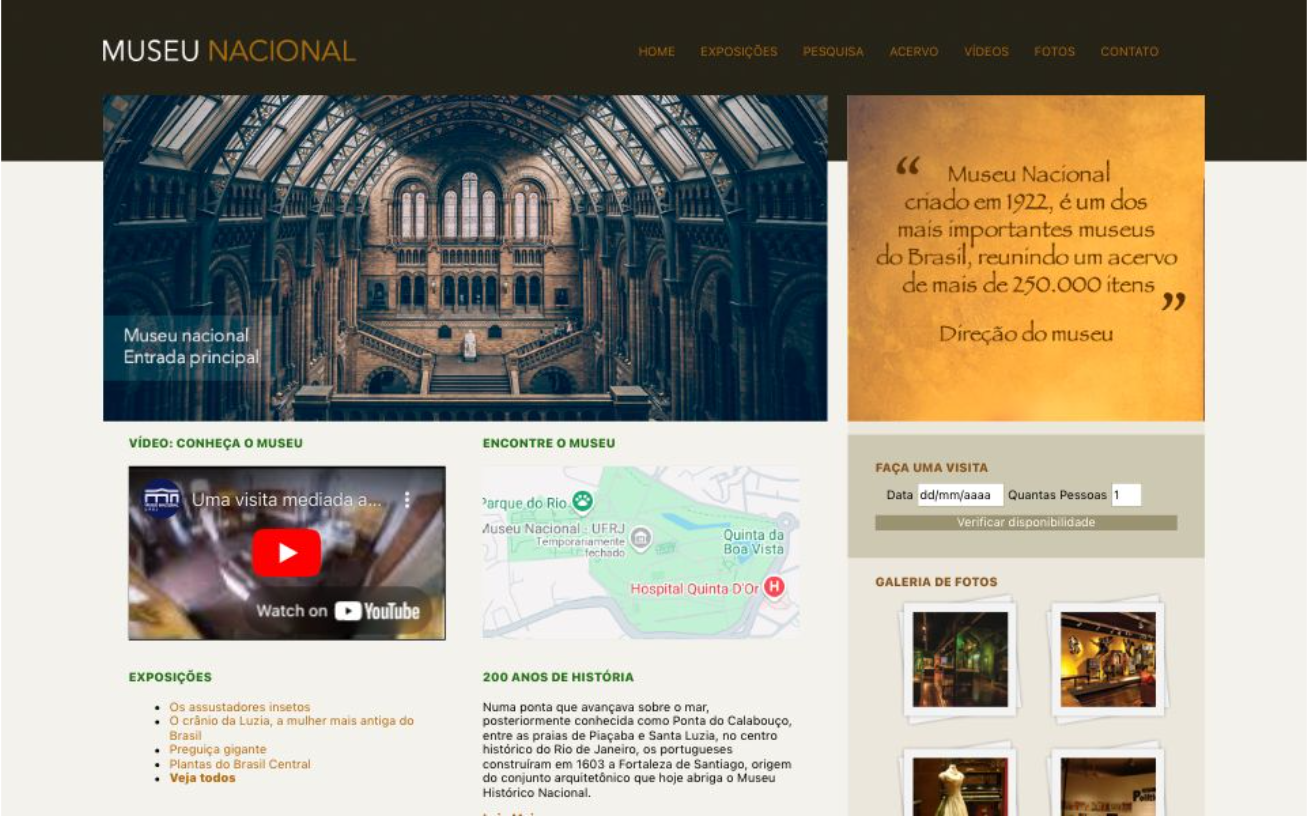 MUSEU NACIONAL
HOME EXPOSIÇÕES PESQUISA ACERVO VÍDEOS FOTOS CONTATO
Museu nacional
Entrada principal
“ Museu Nacional
criado em 1922, é um dos
mais importantes museus
do Brasil, reunindo um acervo
de mais de 250.000 itens ”
Direção do museu
VÍDEO: CONHEÇA O MUSEU
Uma visita mediada a...
Watch on YouTube
ENCONTRE O MUSEU
Parque do Rio
Museu Nacional - UFRJ
Temporariamente
fechado
Quinta da
Boa Vista
Hospital Quinta D'Or
H
FAÇA UMA VISITA
Data dd/mm/aaaa Quantas Pessoas 1
Verificar disponibilidade
GALERIA DE FOTOS
EXPOSIÇÕES
Os assustadores insetos
O crânio da Luzia, a mulher mais antiga do
Brasil
Preguiça gigante
Plantas do Brasil Central
Veja todos
200 ANOS DE HISTÓRIA
Numa ponta que avançava sobre o mar,
posteriormente conhecida como Ponta do Calabouço,
entre as praias de Piaçaba e Santa Luzia, no centro
histórico do Rio de Janeiro, os portugueses
construíram em 1603 a Fortaleza de Santiago, origem
do conjunto arquitetônico que hoje abriga o Museu
Histórico Nacional.